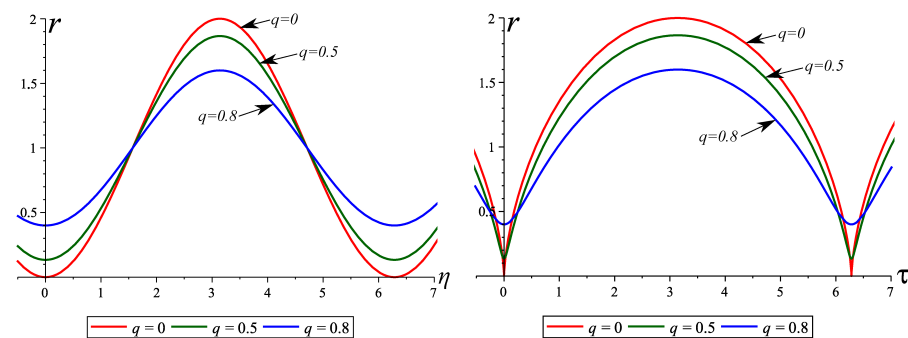 r
2
1.5
1
0.5
0 1 2 3 4 5 6 7
η
q=0
q=0.5
q=0.8
q = 0 q = 0.5 q = 0.8
r
2
1.5
1
0.5
0 1 2 3 4 5 6 7
τ
q=0
q=0.5
q=0.8
q = 0 q = 0.5 q = 0.8